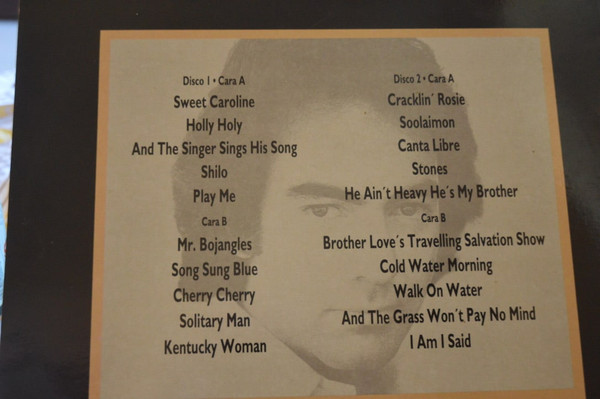 Disco 1 • Cara A
Sweet Caroline
Holly Holy
And The Singer Sings His Song
Shilo
Play Me
Cara B
Mr. Bojangles
Song Sung Blue
Cherry Cherry
Solitary Man
Kentucky Woman
Disco 2 • Cara A
Cracklin´ Rosie
Soolaimon
Canta Libre
Stones
He Ain´t Heavy He´s My Brother
Cara B
Brother Love´s Travelling Salvation Show
Cold Water Morning
Walk On Water
And The Grass Won´t Pay No Mind
I Am I Said